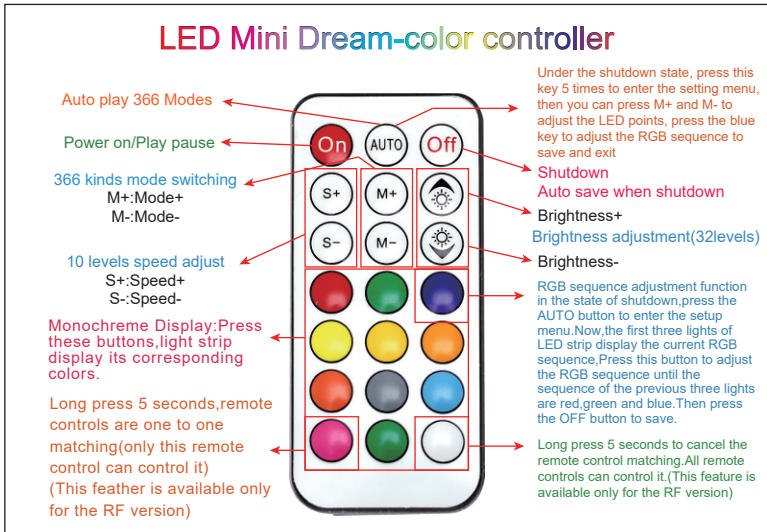 LED Mini Dream-color controller
Auto play 366 Modes
Power on/Play pause
366 kinds mode switching
M+:Mode+
M-:Mode-
10 levels speed adjust
S+:Speed+
S-:Speed-
Monochreme Display:Press
these buttons,light strip
display its corresponding
colors.
Long press 5 seconds,remote
controls are one to one
matching(only this remote
control can control it)
(This feather is available only
for the RF version)
On
AUTO
Off
S+
M+
S-
M-
Under the shutdown state, press this
key 5 times to enter the setting menu,
then you can press M+ and M- to
adjust the LED points, press the blue
key to adjust the RGB sequence to
save and exit
Shutdown
Auto save when shutdown
Brightness+
Brightness adjustment(32levels)
Brightness-
RGB sequence adjustment function
in the state of shutdown,press the
AUTO button to enter the setup
menu.Now,the first three lights of
LED strip display the current RGB
sequence,Press this button to adjust
the RGB sequence until the
sequence of the previous three lights
are red,green and blue.Then press
the OFF button to save.
Long press 5 seconds to cancel the
remote control matching.All remote
controls can control it.(This feature is
available only for the RF version)